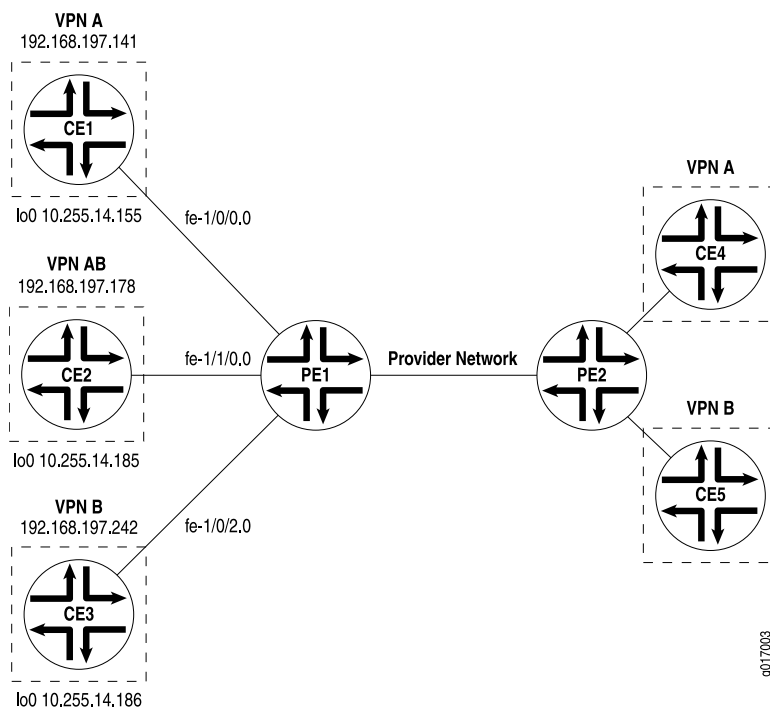 VPN A
192.168.197.141
CE1
lo0 10.255.14.155
fe-1/0/0.0
VPN AB
192.168.197.178
CE2
lo0 10.255.14.185
fe-1/1/0.0
PE1
Provider Network
PE2
VPN A
CE4
VPN B
CE5
VPN B
192.168.197.242
fe-1/0/2.0
CE3
lo0 10.255.14.186
g017003